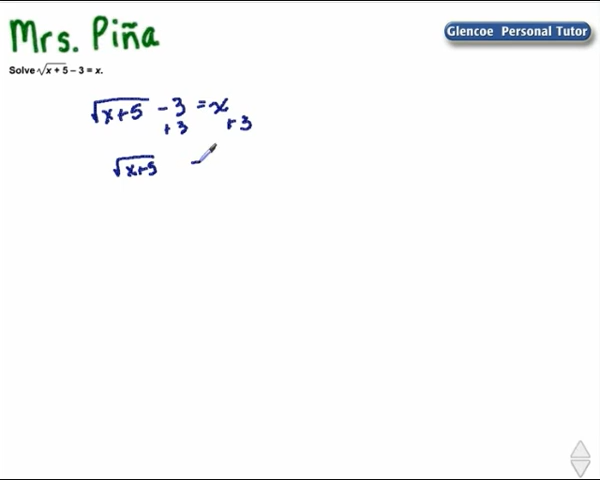 Mrs. Piña
Glencoe Personal Tutor
Solve √x + 5 – 3 = x.
√x+5 - 3 = x
+3 +3
√x+5 -